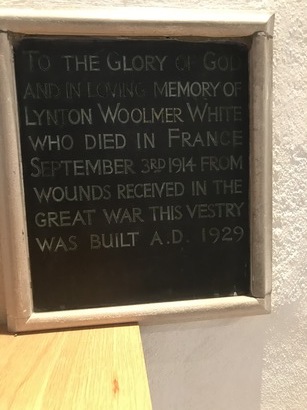 TO THE GLORY OF GOD
AND IN LOVING MEMORY OF
LYNTON WOOLMER WHITE
WHO DIED IN FRANCE
SEPTEMBER 3RD 1914 FROM
WOUNDS RECEIVED IN THE
GREAT WAR THIS VESTRY
WAS BUILT A.D. 1929